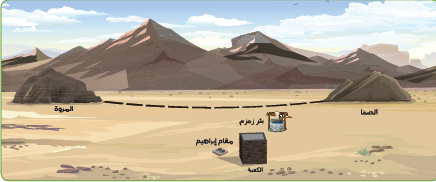 الصفا
المروة
بئر زمزم
مقام إبراهيم
الكعبة